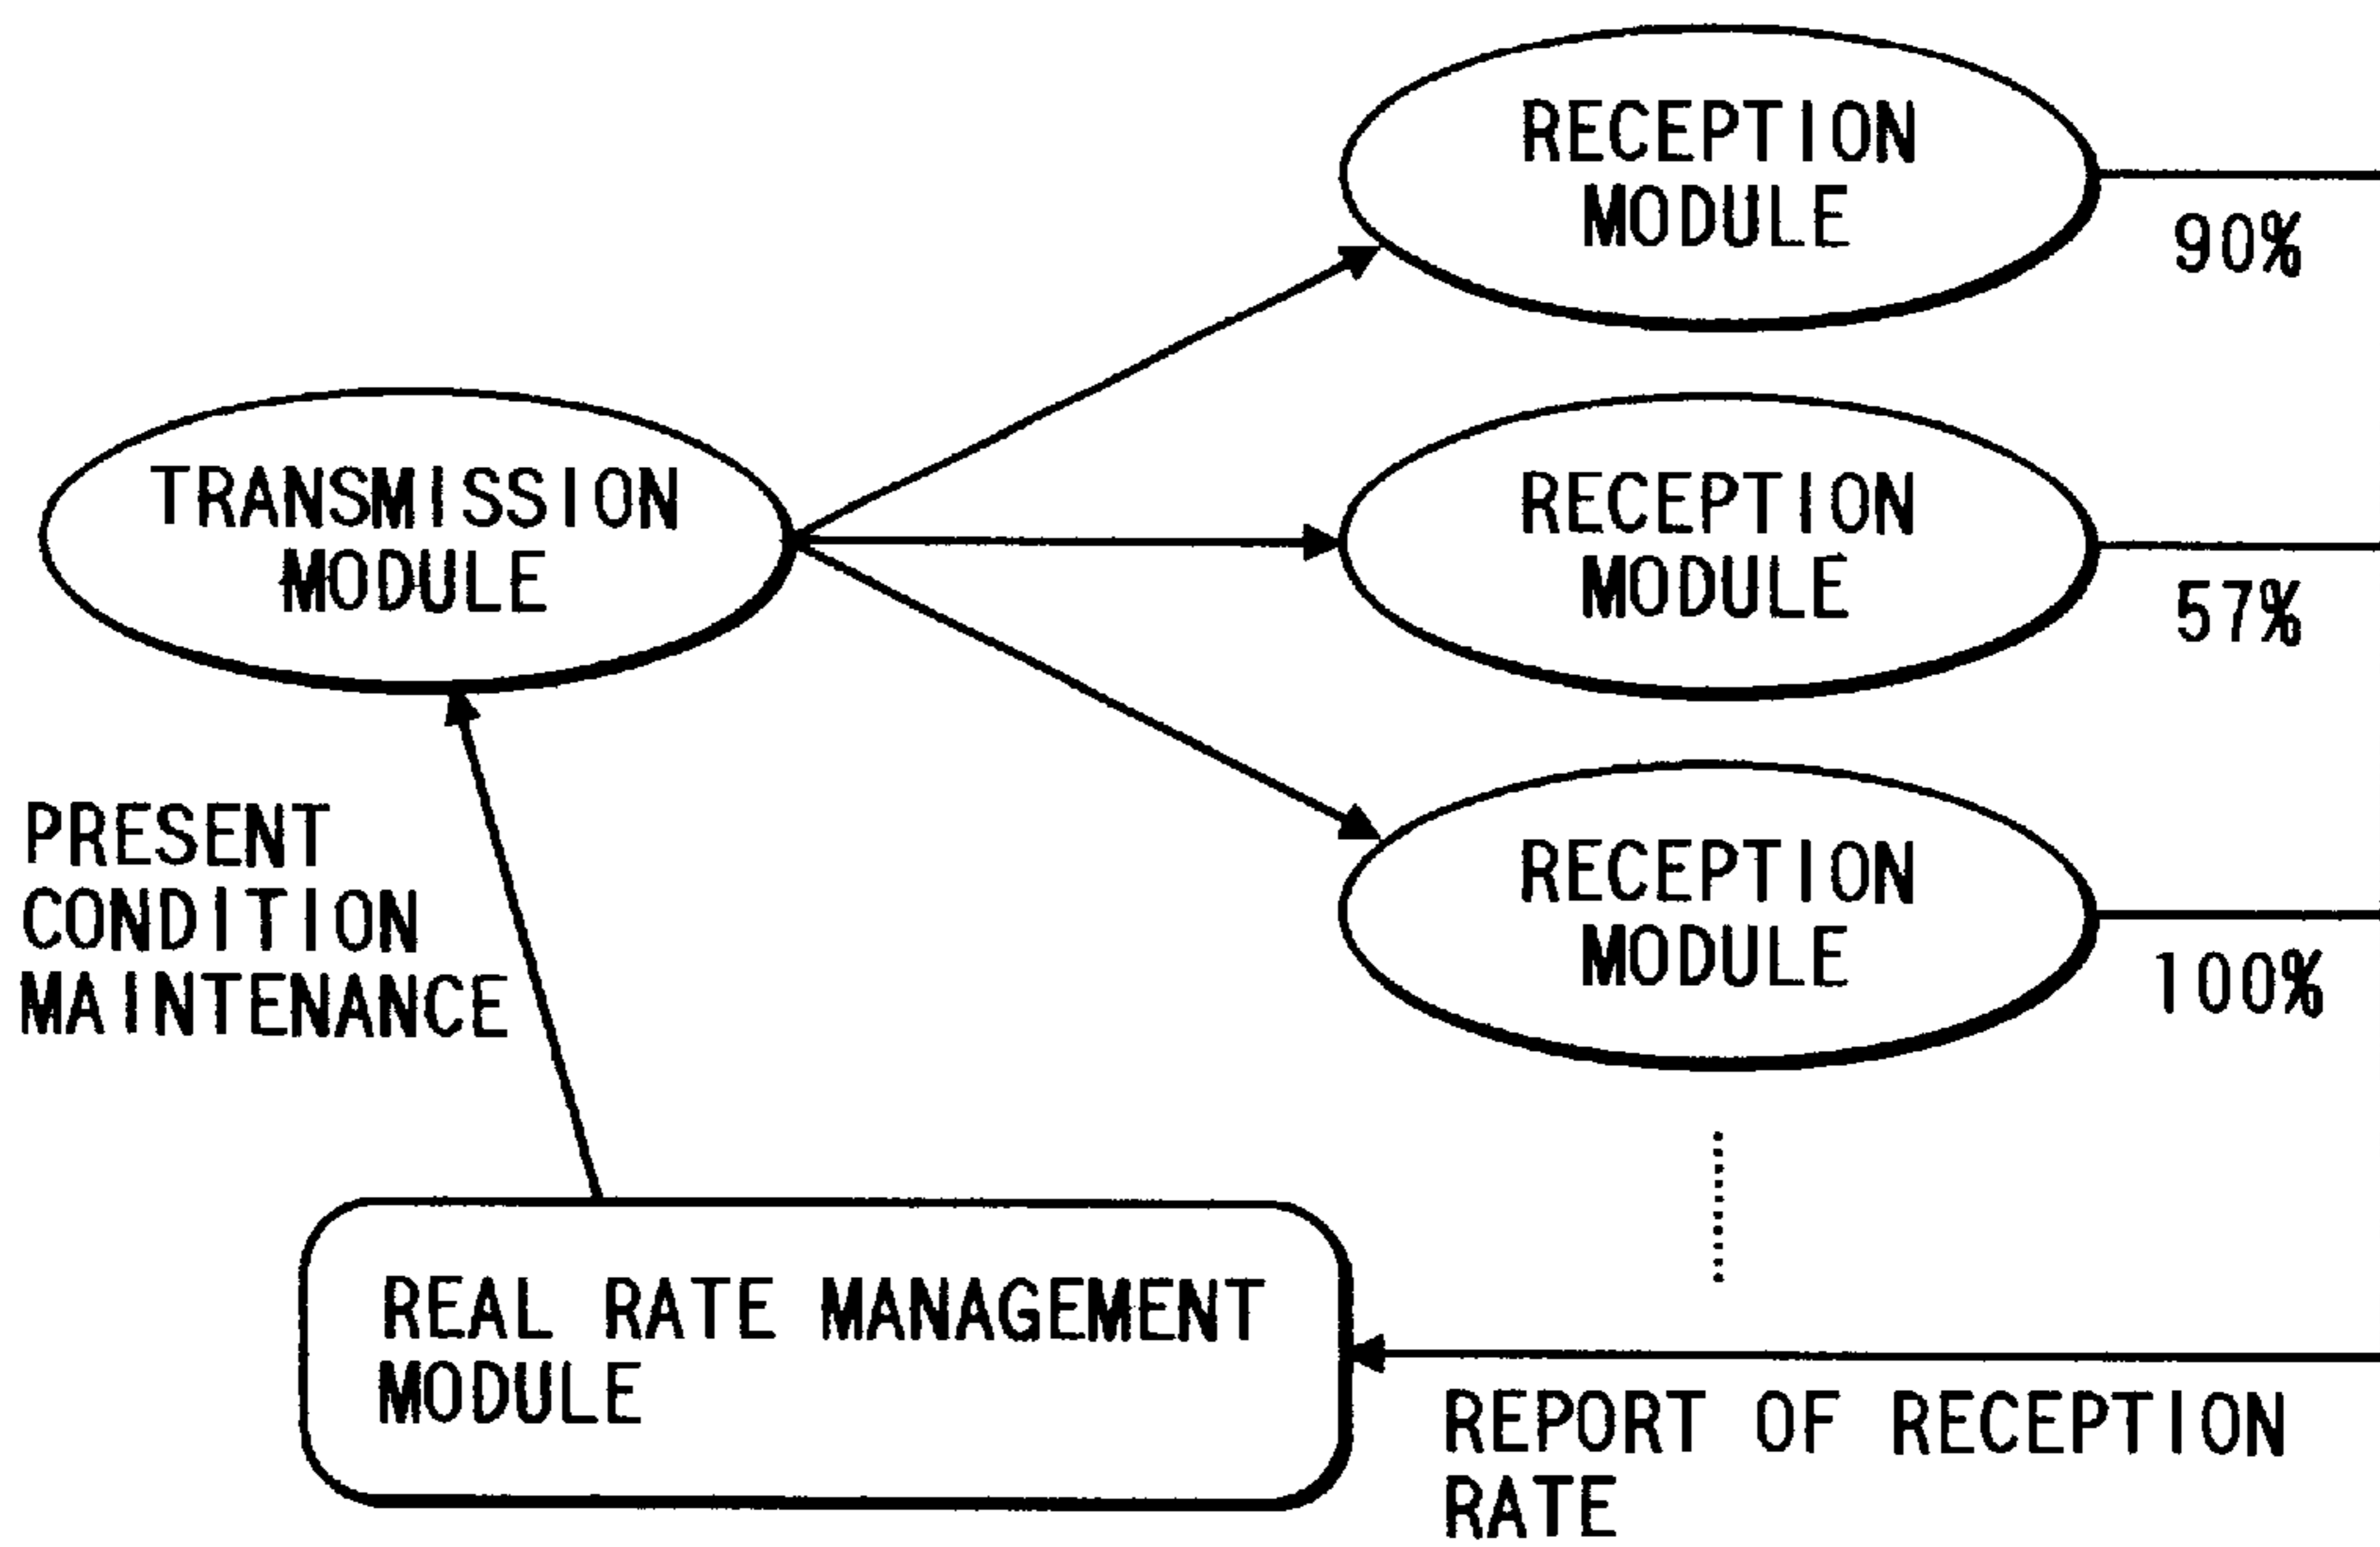 RECEPTION
MODULE
90%
TRANSMISSION
MODULE
RECEPTION
MODULE
57%
PRESENT
CONDITION
MAINTENANCE
RECEPTION
MODULE
100%
REAL RATE MANAGEMENT
MODULE
REPORT OF RECEPTION
RATE